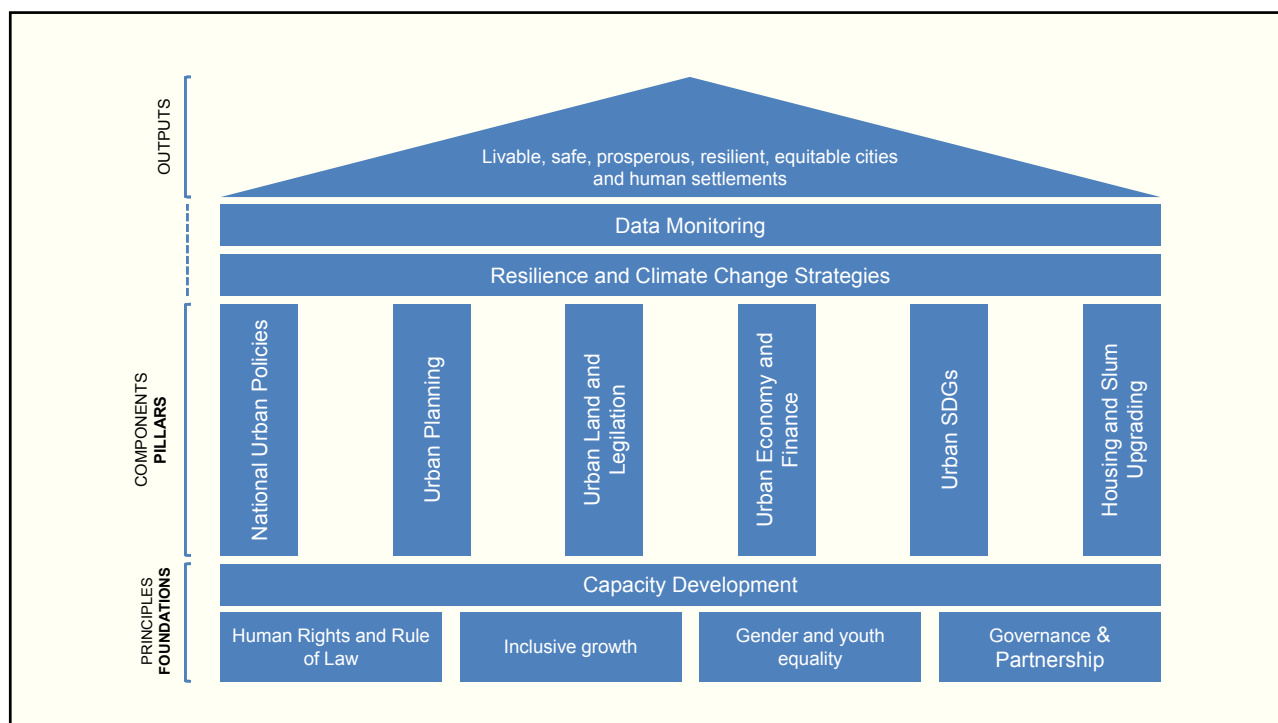 OUTPUTS
Livable, safe, prosperous, resilient, equitable cities
and human settlements
Data Monitoring
Resilience and Climate Change Strategies
COMPONENTS
PILLARS
National Urban Policies
Urban Planning
Urban Land and
Legilation
Urban Economy and
Finance
Urban SDGs
Housing and Slum
Upgrading
PRINCIPLES
FOUNDATIONS
Capacity Development
Human Rights and Rule
of Law
Inclusive growth
Gender and youth
equality
Governance &
Partnership